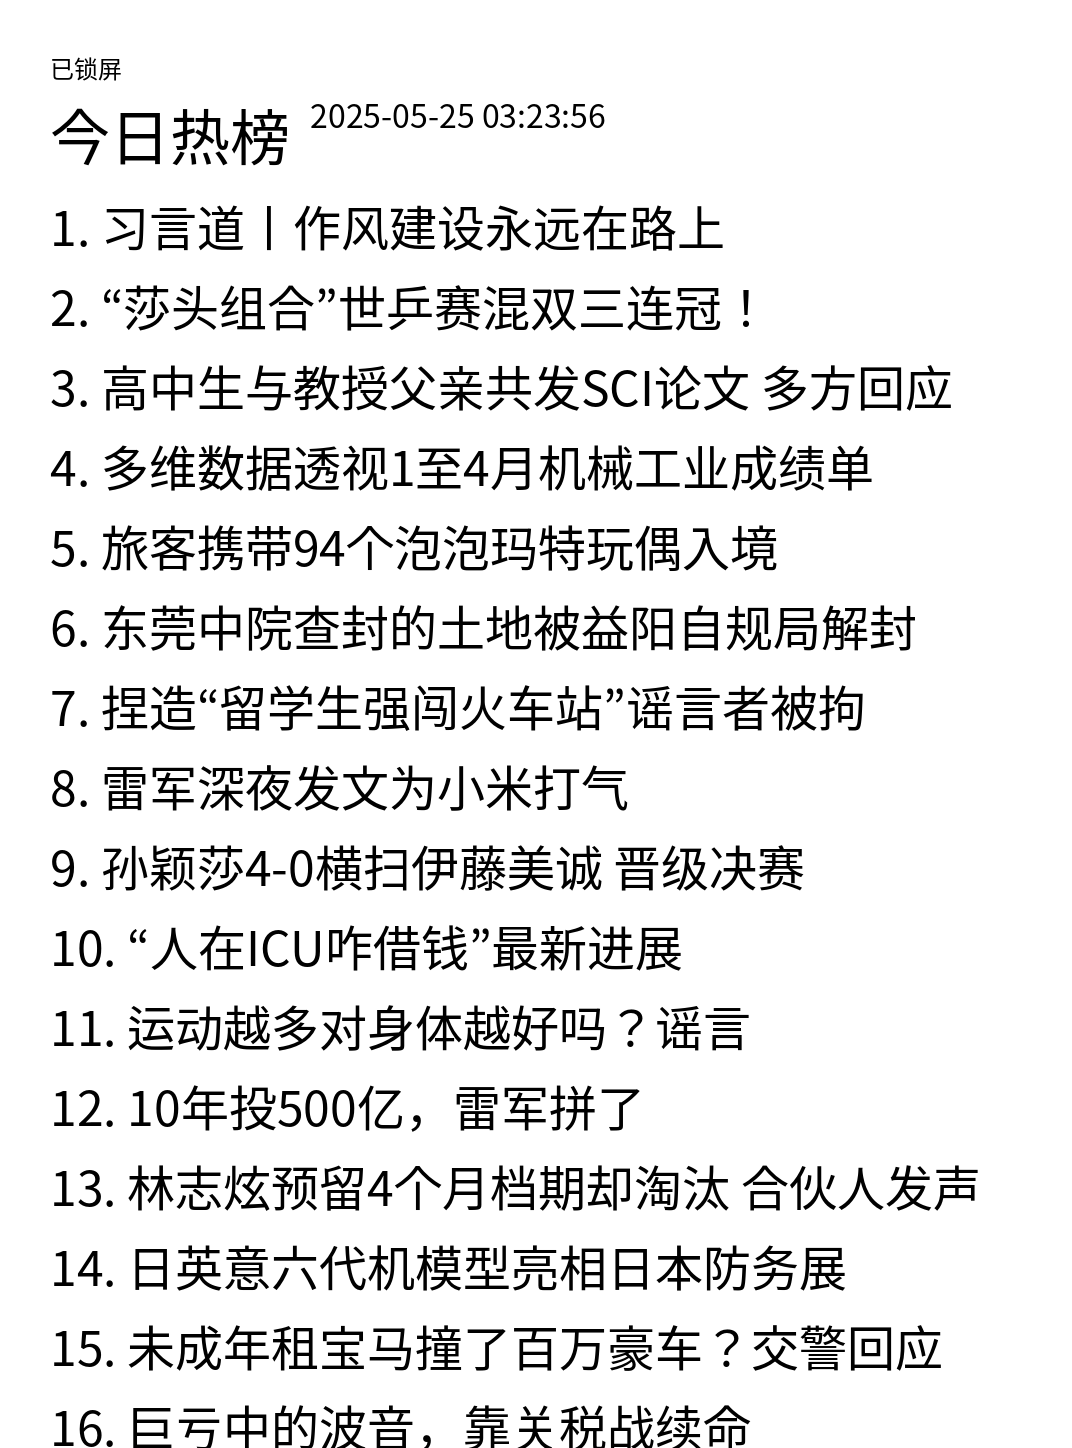 已锁屏
今日热榜 2025-05-25 03:23:56
1. 习言道丨作风建设永远在路上
2. “莎头组合”世乒赛混双三连冠！
3. 高中生与教授父亲共发SCI论文 多方回应
4. 多维数据透视1至4月机械工业成绩单
5. 旅客携带94个泡泡玛特玩偶入境
6. 东莞中院查封的土地被益阳自规局解封
7. 捏造“留学生强闯火车站”谣言者被拘
8. 雷军深夜发文为小米打气
9. 孙颖莎4-0横扫伊藤美诚 晋级决赛
10. “人在ICU咋借钱”最新进展
11. 运动越多对身体越好吗？谣言
12. 10年投500亿，雷军拼了
13. 林志炫预留4个月档期却淘汰 合伙人发声
14. 日英意六代机模型亮相日本防务展
15. 未成年租宝马撞了百万豪车？交警回应
16. 巨亏中的波音，靠关税战续命